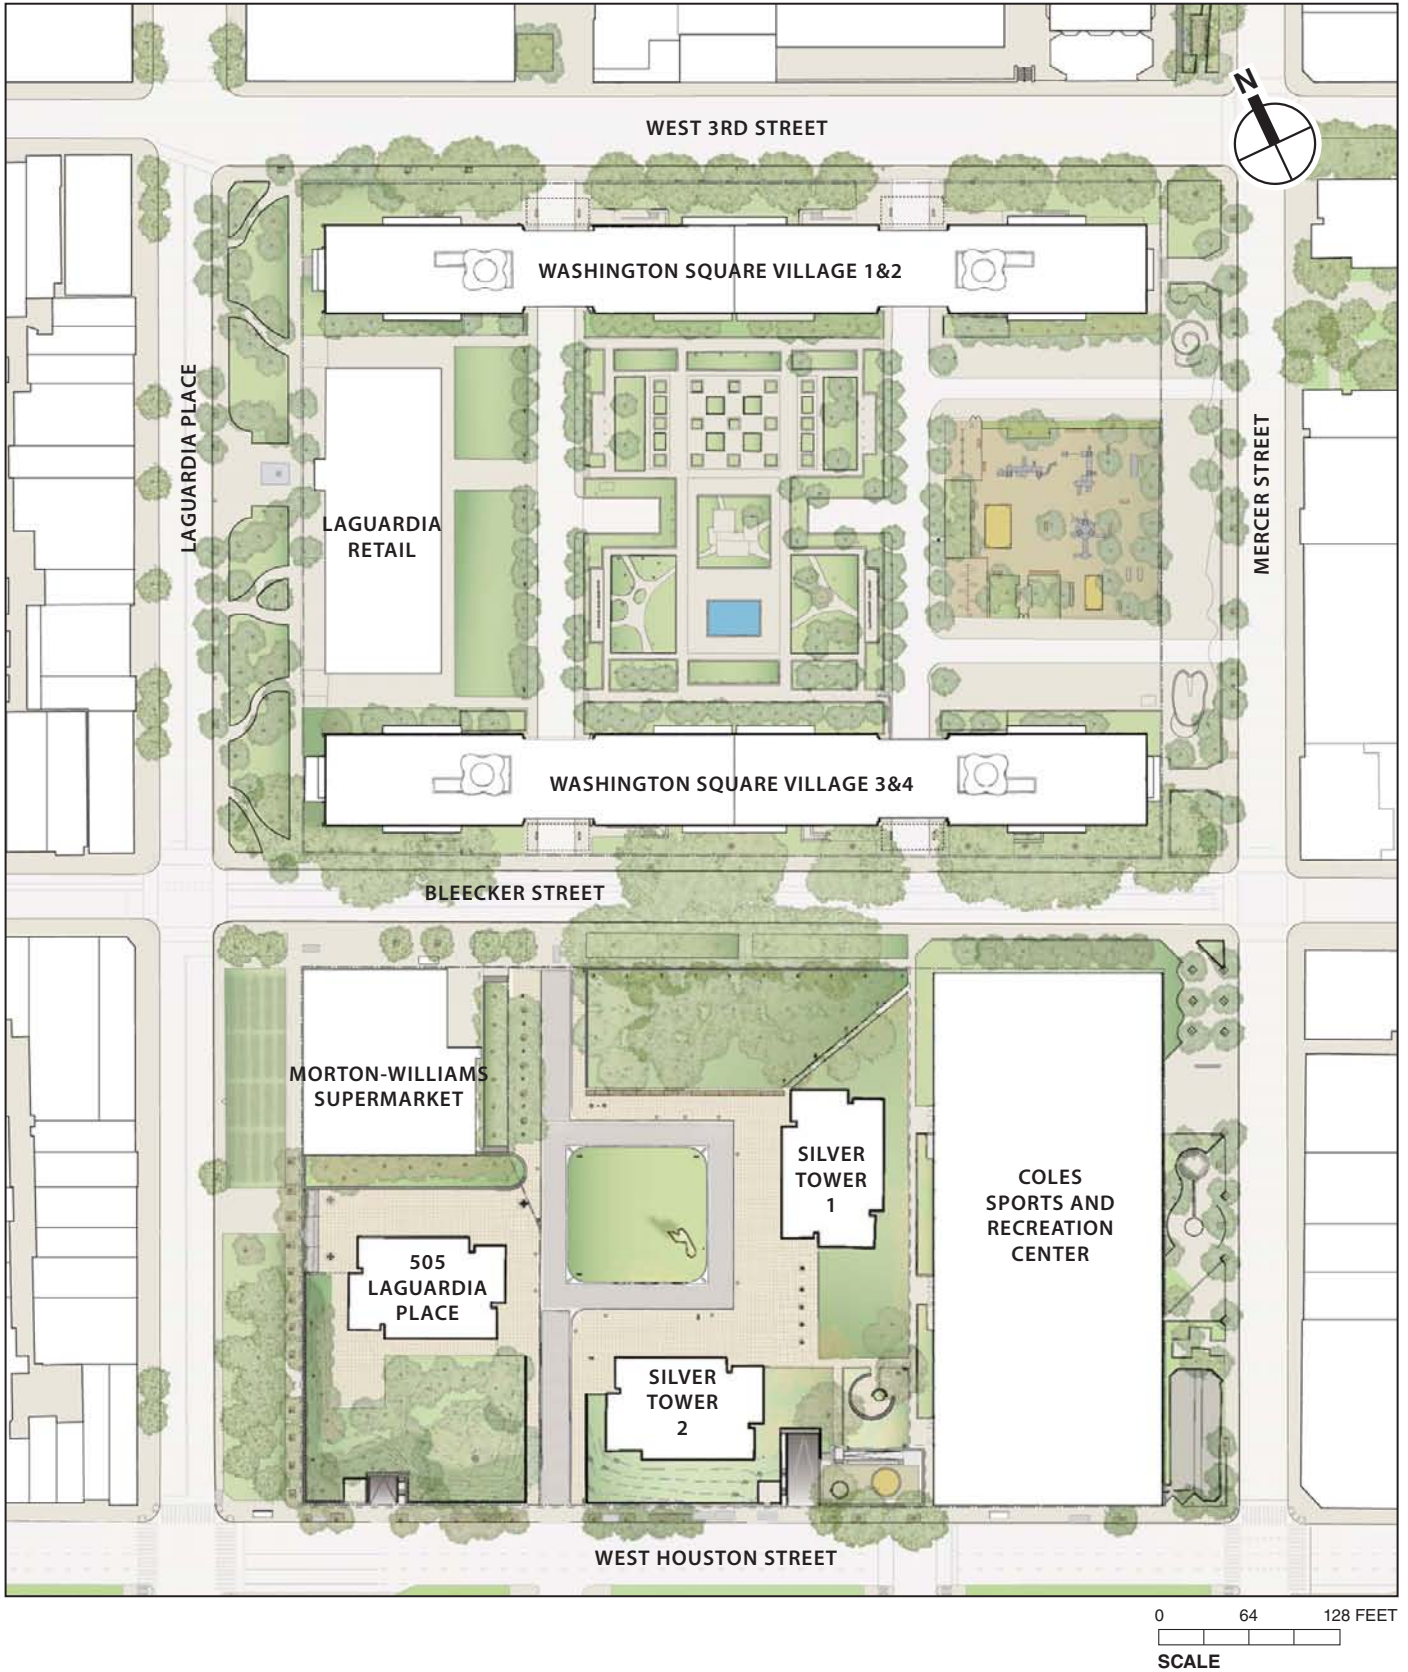 N
WEST 3RD STREET
WASHINGTON SQUARE VILLAGE 1&2
LAGUARDIA PLACE
MERCER STREET
LAGUARDIA
RETAIL
WASHINGTON SQUARE VILLAGE 3&4
BLEECKER STREET
MORTON-WILLIAMS
SUPERMARKET
SILVER
TOWER
1
COLES
SPORTS AND
RECREATION
CENTER
505
LAGUARDIA
PLACE
SILVER
TOWER
2
WEST HOUSTON STREET
0 64 128 FEET
SCALE